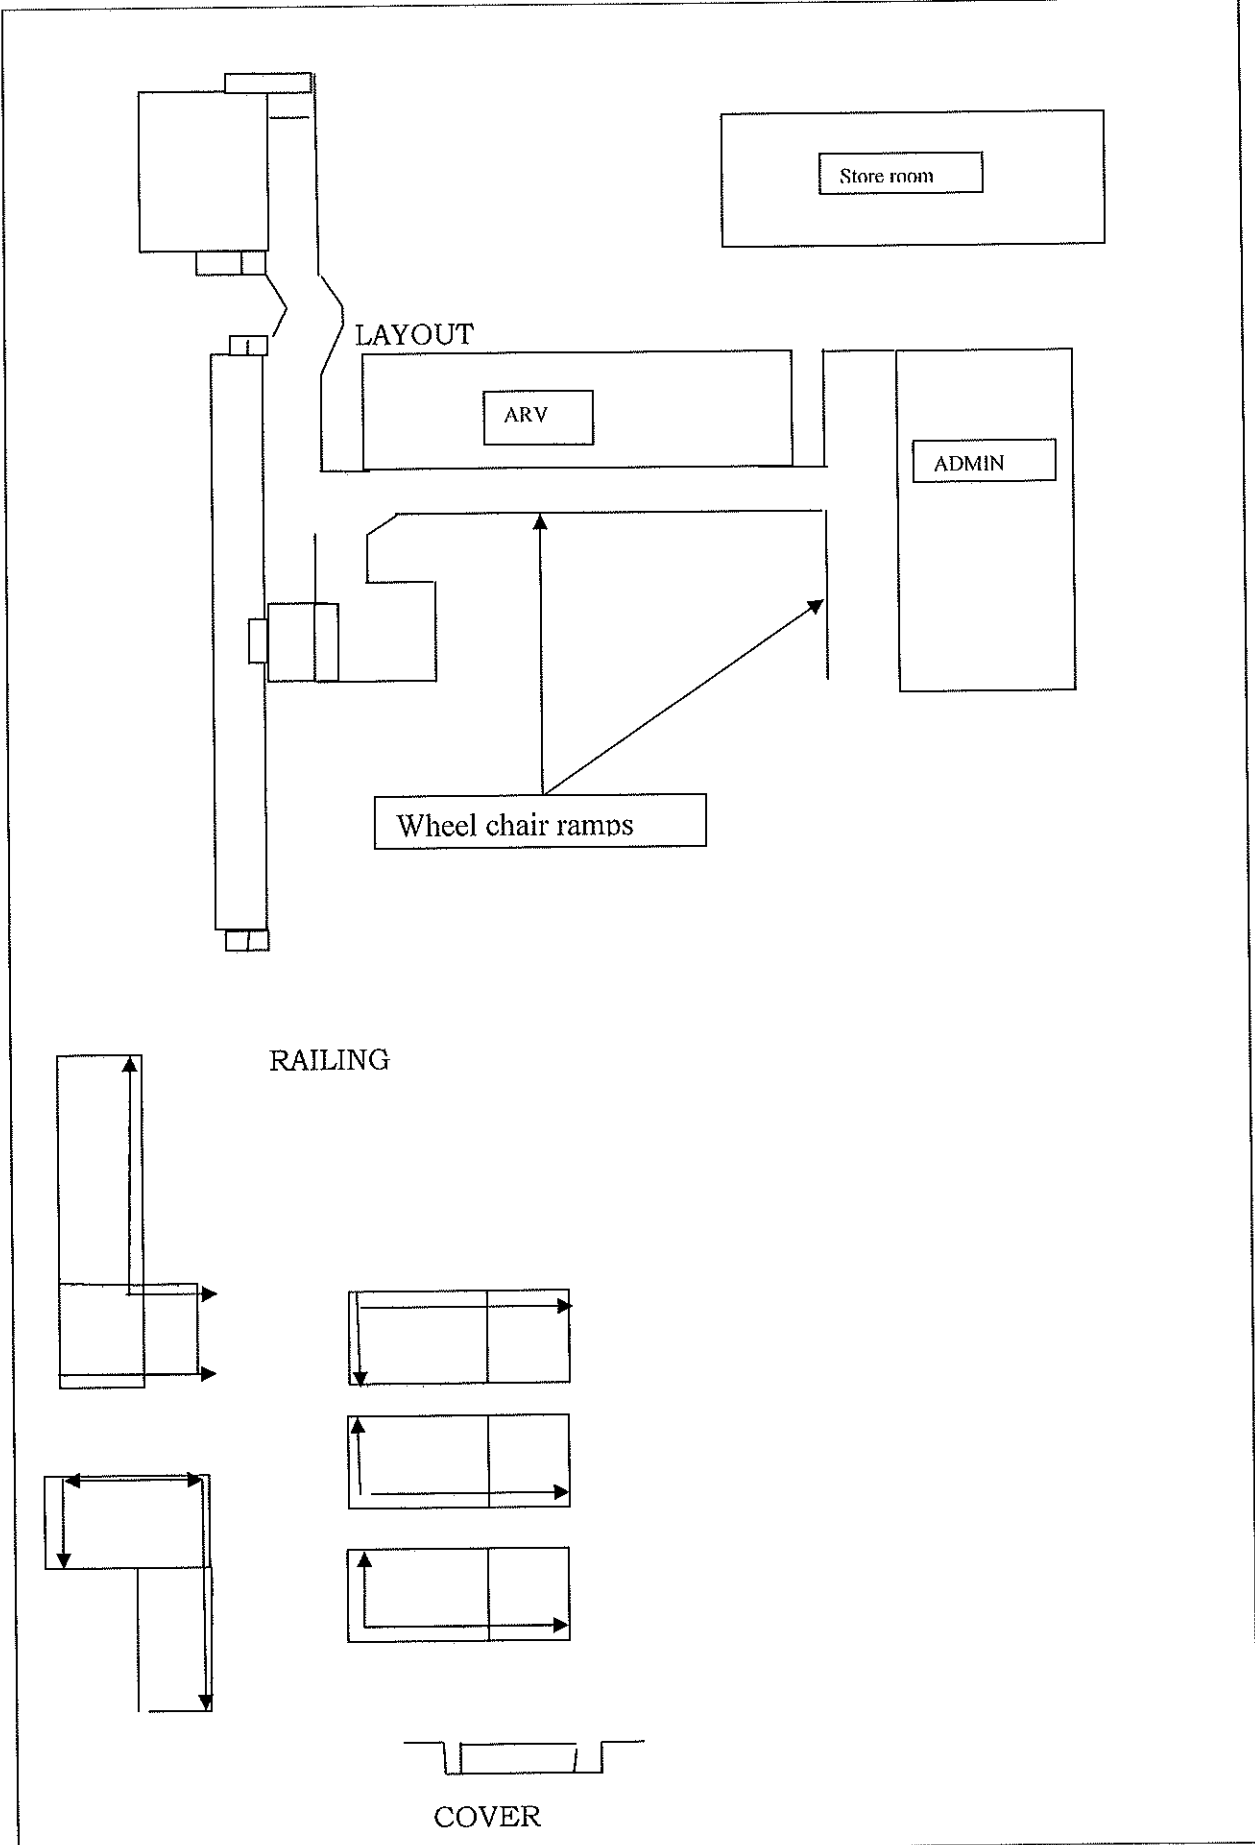 Store room
LAYOUT
ARV
ADMIN
Wheel chair ramps
RAILING
COVER